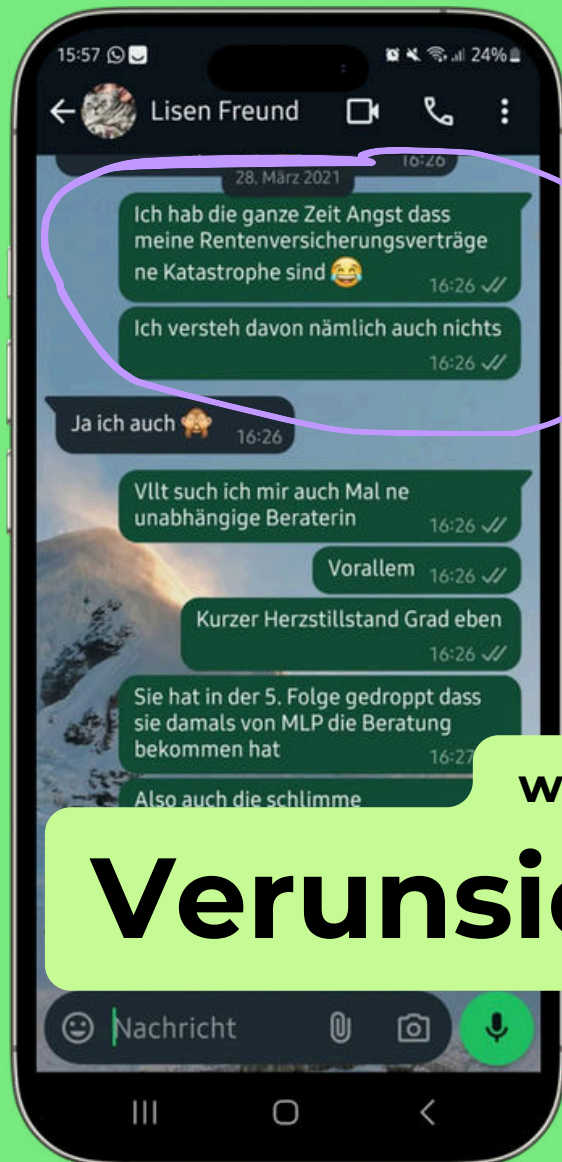 15:57
24%
Lisen Freund
16:26
28. März 2021
Ich hab die ganze Zeit Angst dass
meine Rentenversicherungsverträge
ne Katastrophe sind 😂
16:26
Ich versteh davon nämlich auch nichts
16:26
Ja ich auch 🙈
16:26
Vllt such ich mir auch Mal ne
unabhängige Beraterin
16:26
Vorallem
16:26
Kurzer Herzstillstand Grad eben
16:26
Sie hat in der 5. Folge gedroppt dass
sie damals von MLP die Beratung
bekommen hat
16:27
Also auch die schlimme
Nachricht